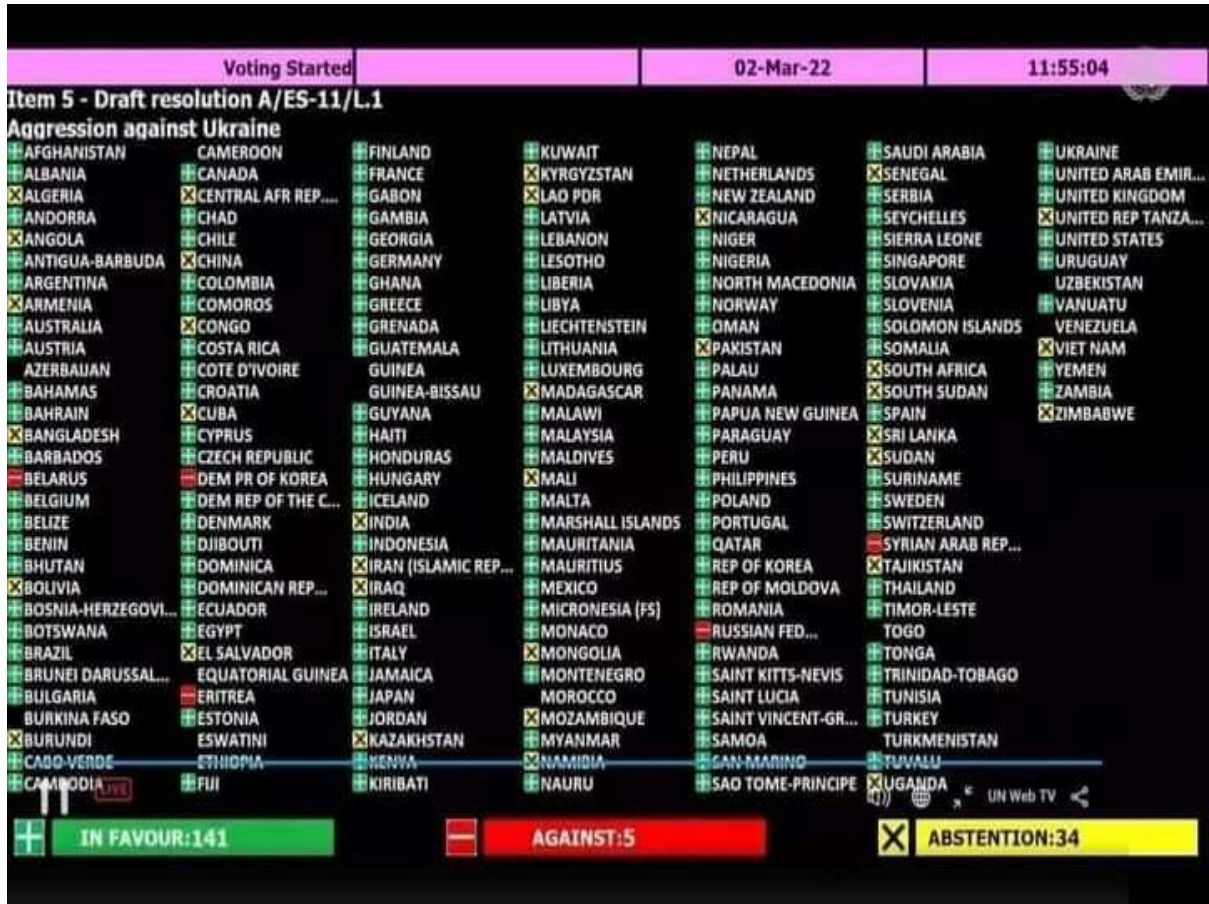 Voting Started 02-Mar-22 11:55:04
Item 5 - Draft resolution A/ES-11/L.1
Aggression against Ukraine
AFGHANISTAN
ALBANIA
ALGERIA
ANDORRA
ANGOLA
ANTIGUA-BARBUDA
ARGENTINA
ARMENIA
AUSTRALIA
AUSTRIA
AZERBAIJAN
BAHAMAS
BAHRAIN
BANGLADESH
BARBADOS
BELARUS
BELGIUM
BELIZE
BENIN
BHUTAN
BOLIVIA
BOSNIA-HERZEGOVI...
BOTSWANA
BRAZIL
BRUNEI DARUSSAL...
BULGARIA
BURKINA FASO
BURUNDI
CABO VERDE
CAMBODIA
CAMEROON
CANADA
CENTRAL AFR REP....
CHAD
CHILE
CHINA
COLOMBIA
COMOROS
CONGO
COSTA RICA
COTE D'IVOIRE
CROATIA
CUBA
CYPRUS
CZECH REPUBLIC
DEM PR OF KOREA
DEM REP OF THE C...
DENMARK
DJIBOUTI
DOMINICA
DOMINICAN REP...
ECUADOR
EGYPT
EL SALVADOR
EQUATORIAL GUINEA
ERITREA
ESTONIA
ESWATINI
ETHIOPIA
FIJI
FINLAND
FRANCE
GABON
GAMBIA
GEORGIA
GERMANY
GHANA
GREECE
GRENADA
GUATEMALA
GUINEA
GUINEA-BISSAU
GUYANA
HAITI
HONDURAS
HUNGARY
ICELAND
INDIA
INDONESIA
IRAN (ISLAMIC REP...
IRAQ
IRELAND
ISRAEL
ITALY
JAMAICA
JAPAN
JORDAN
KAZAKHSTAN
KENYA
KIRIBATI
KUWAIT
KYRGYZSTAN
LAO PDR
LATVIA
LEBANON
LESOTHO
LIBERIA
LIBYA
LIECHTENSTEIN
LITHUANIA
LUXEMBOURG
MADAGASCAR
MALAWI
MALAYSIA
MALDIVES
MALI
MALTA
MARSHALL ISLANDS
MAURITANIA
MAURITIUS
MEXICO
MICRONESIA (FS)
MONACO
MONGOLIA
MONTENEGRO
MOROCCO
MOZAMBIQUE
MYANMAR
NAMIBIA
NAURU
NEPAL
NETHERLANDS
NEW ZEALAND
NICARAGUA
NIGER
NIGERIA
NORTH MACEDONIA
NORWAY
OMAN
PAKISTAN
PALAU
PANAMA
PAPUA NEW GUINEA
PARAGUAY
PERU
PHILIPPINES
POLAND
PORTUGAL
QATAR
REP OF KOREA
REP OF MOLDOVA
ROMANIA
RUSSIAN FED...
RWANDA
SAINT KITTS-NEVIS
SAINT LUCIA
SAINT VINCENT-GR...
SAMOA
SAN MARINO
SAO TOME-PRINCIPE
SAUDI ARABIA
SENEGAL
SERBIA
SEYCHELLES
SIERRA LEONE
SINGAPORE
SLOVAKIA
SLOVENIA
SOLOMON ISLANDS
SOMALIA
SOUTH AFRICA
SOUTH SUDAN
SPAIN
SRI LANKA
SUDAN
SURINAME
SWEDEN
SWITZERLAND
SYRIAN ARAB REP...
TAJIKISTAN
THAILAND
TIMOR-LESTE
TOGO
TONGA
TRINIDAD-TOBAGO
TUNISIA
TURKEY
TURKMENISTAN
TUVALU
UGANDA
UKRAINE
UNITED ARAB EMIR...
UNITED KINGDOM
UNITED REP TANZA...
UNITED STATES
URUGUAY
UZBEKISTAN
VANUATU
VENEZUELA
VIET NAM
YEMEN
ZAMBIA
ZIMBABWE
LIVE
UN Web TV
IN FAVOUR:141
AGAINST:5
ABSTENTION:34